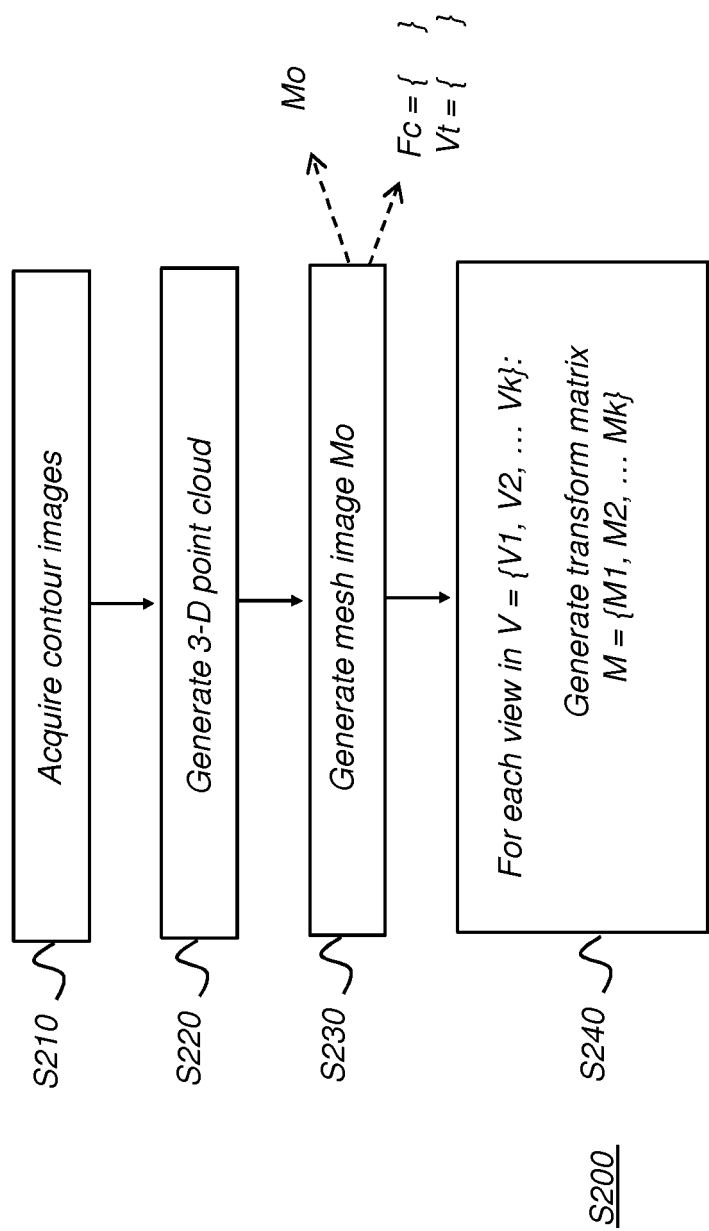 S210
Acquire contour images
S220
Generate 3-D point cloud
S230
Generate mesh image Mo
Mo
Fc = { }
Vt = { }
S240
For each view in V = {V1, V2, ... Vk}:
Generate transform matrix
M = {M1, M2, ... Mk}
S200